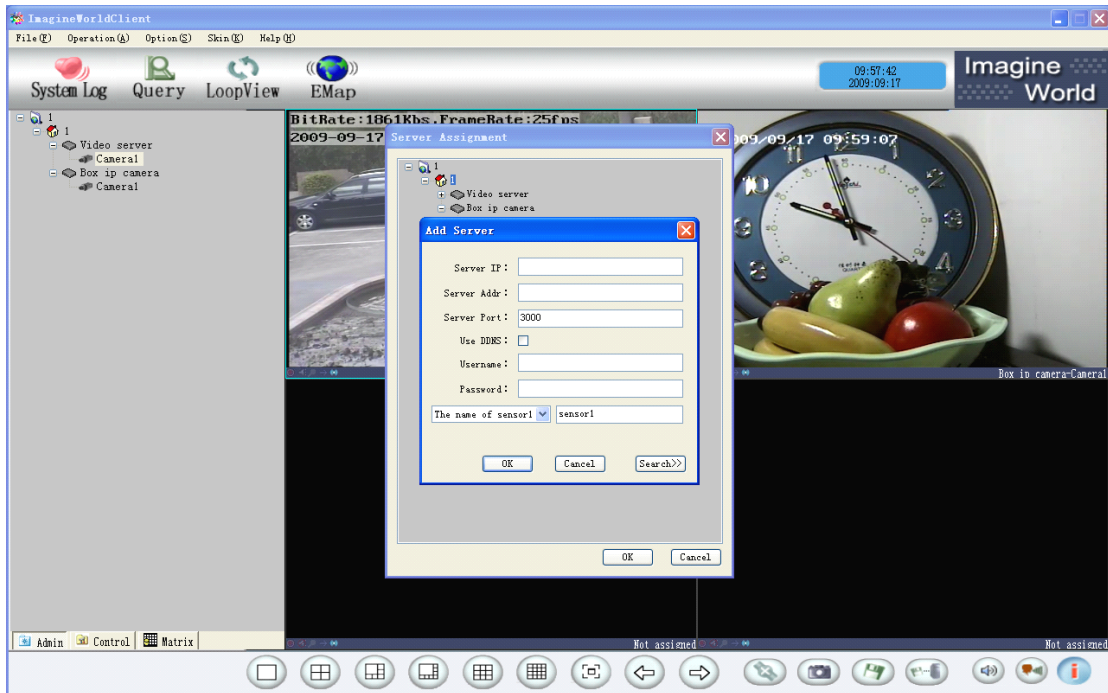 ImagineWorldClient
File(F) Operation(A) Option(S) Skin(K) Help(H)
System Log Query LoopView EMap
09:57:42
2009:09:17
Imagine
World
1
1
Video server
Camera1
Box ip camera
Camera1
BitRate:1861Kbs.FrameRate:25fps
2009-09-17
Server Assignment
1
1
Video server
Box ip camera
Add Server
Server IP:
Server Addr:
Server Port: 3000
Use DDNS:
Username:
Password:
The name of sensor1 sensor1
OK Cancel Search>>
OK Cancel
009/09/17 09:59:07
Box ip camera-Camera1
Not assigned
Not assigned
Admin Control Matrix